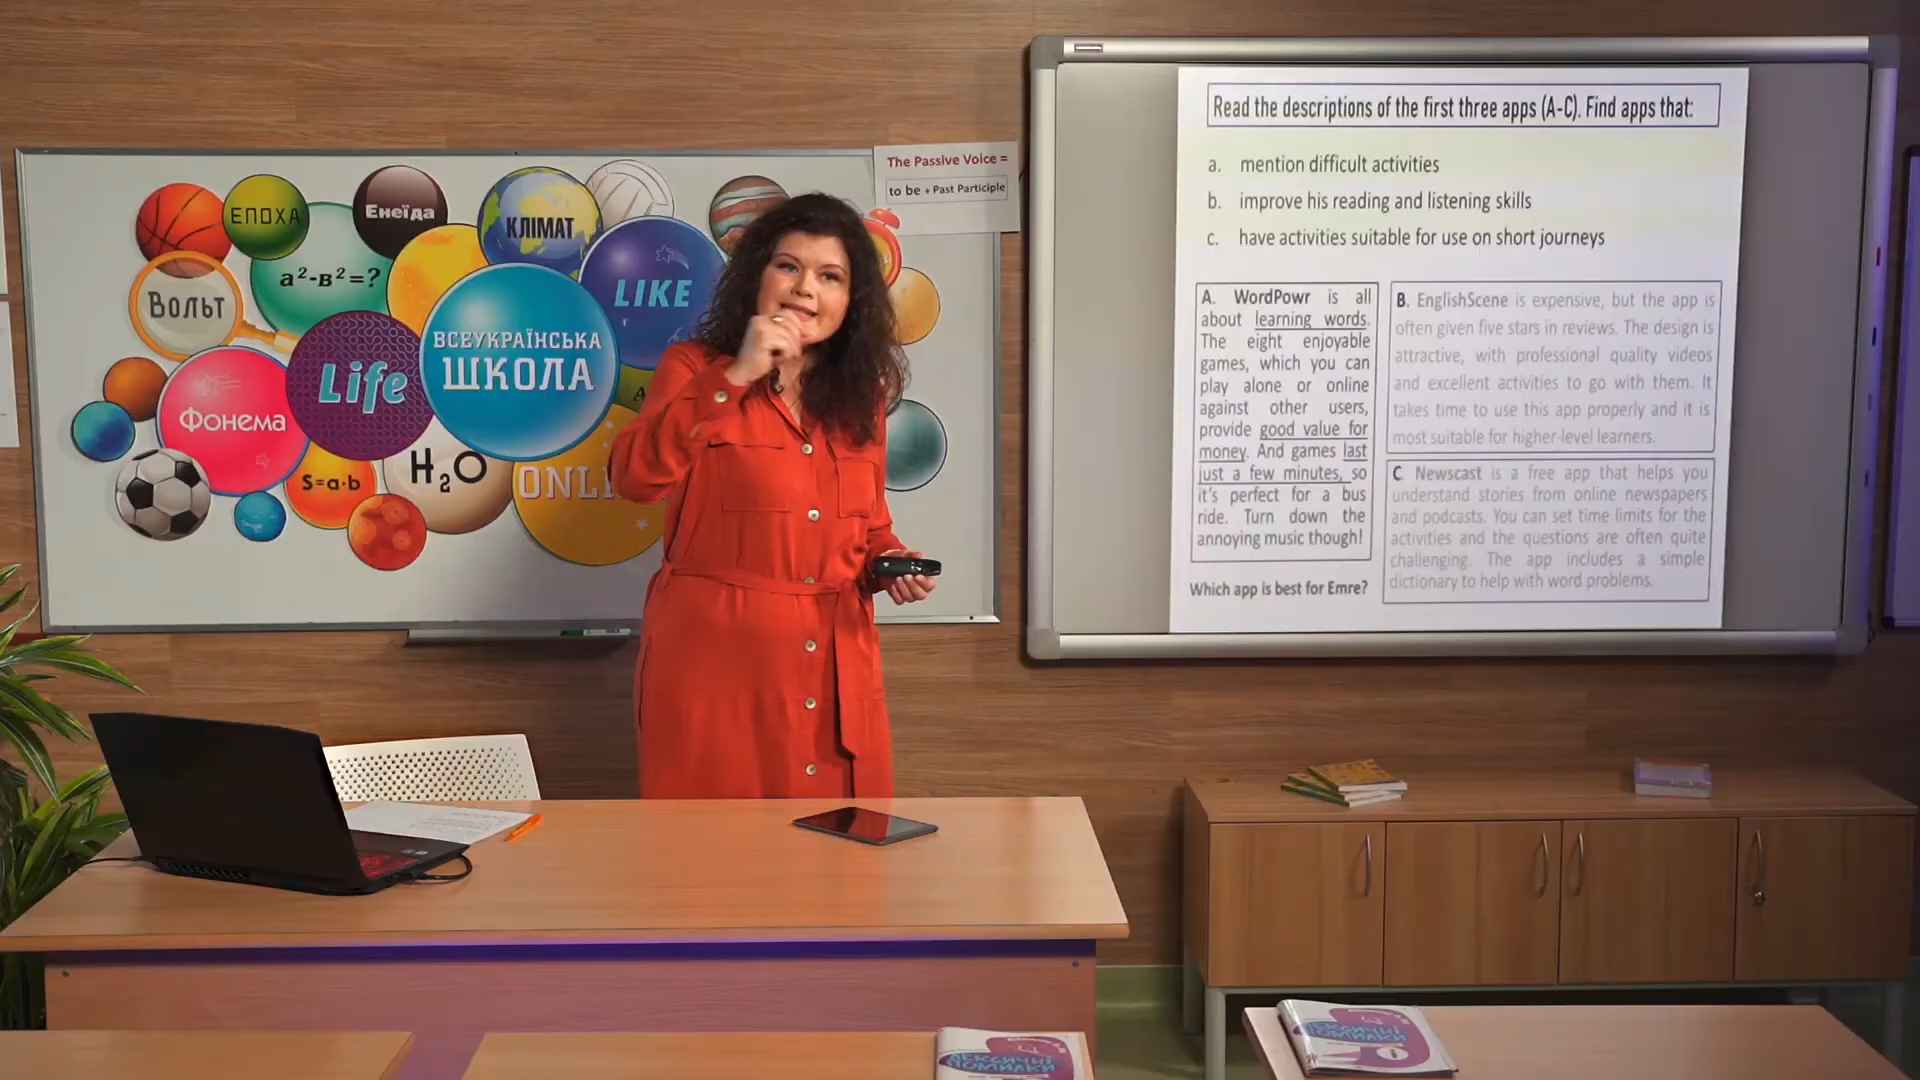 ЕПОХА
Енеїда
КЛІМАТ
a²-в²=?
Вольт
LIKE
ВСЕУКРАЇНСЬКА
ШКОЛА
Life
Фонема
S=a·b
H₂O
The Passive Voice =
to be + Past Participle
Read the descriptions of the first three apps (A-C). Find apps that:
a. mention difficult activities
b. improve his reading and listening skills
c. have activities suitable for use on short journeys
A. WordPowr is all
about learning words.
The eight enjoyable
games, which you can
play alone or online
against other users,
provide good value for
money. And games last
just a few minutes, so
it's perfect for a bus
ride. Turn down the
annoying music though!
Which app is best for Emre?
B. EnglishScene is expensive, but the app is
often given five stars in reviews. The design is
attractive, with professional quality videos
and excellent activities to go with them. It
takes time to use this app properly and it is
most suitable for higher-level learners.
C. Newscast is a free app that helps you
understand stories from online newspapers
and podcasts. You can set time limits for the
activities and the questions are often quite
challenging. The app includes a simple
dictionary to help with word problems.
ЛЕКСИЧНІ
ПОМИЛКИ
ЛЕКСИЧНІ
ПОМИЛКИ